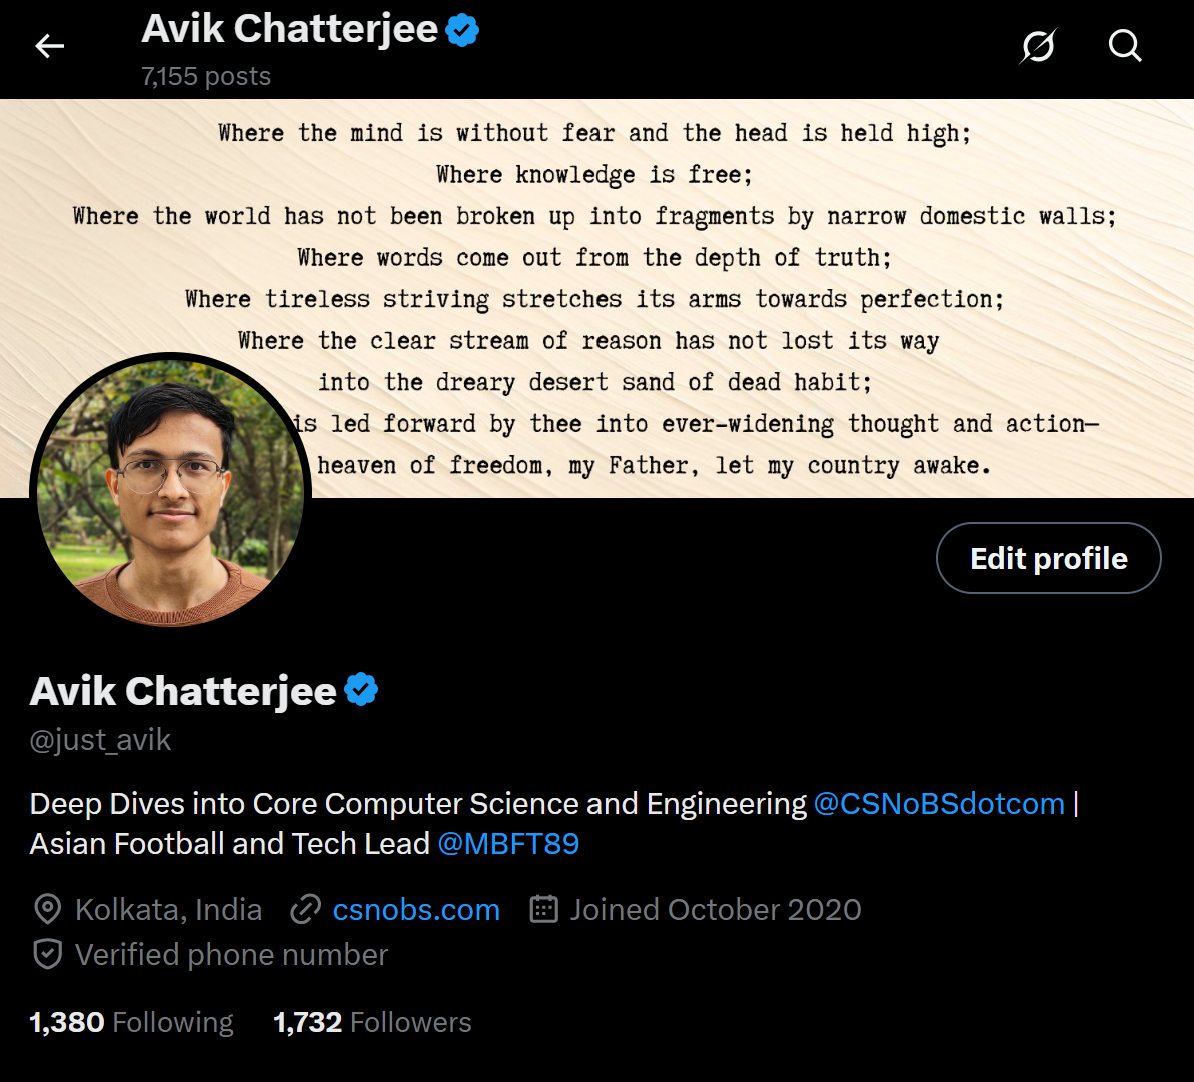 Avik Chatterjee
7,155 posts
Where the mind is without fear and the head is held high;
Where knowledge is free;
Where the world has not been broken up into fragments by narrow domestic walls;
Where words come out from the depth of truth;
Where tireless striving stretches its arms towards perfection;
Where the clear stream of reason has not lost its way
into the dreary desert sand of dead habit;
is led forward by thee into ever-widening thought and action—
heaven of freedom, my Father, let my country awake.
Edit profile
Avik Chatterjee
@just_avik
Deep Dives into Core Computer Science and Engineering @CSNoBSdotcom |
Asian Football and Tech Lead @MBFT89
Kolkata, India csnobs.com Joined October 2020
Verified phone number
1,380 Following 1,732 Followers